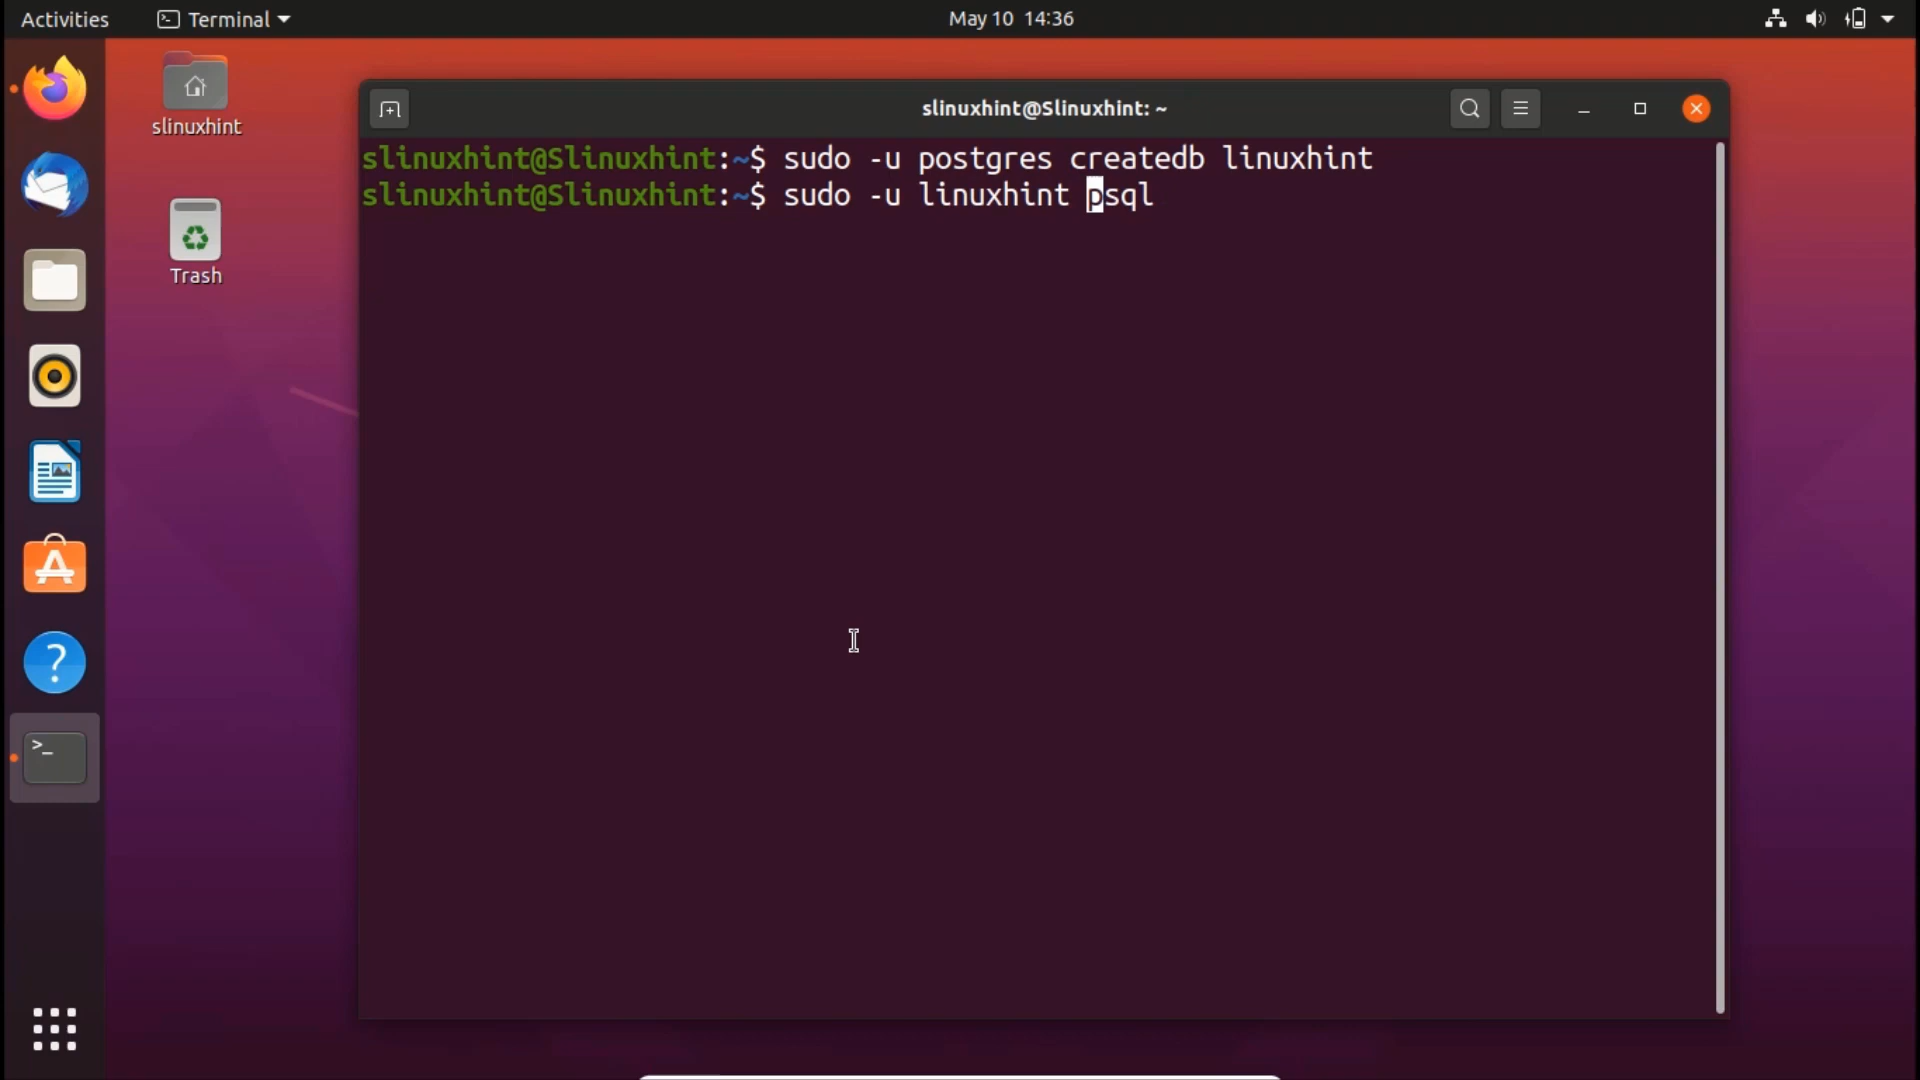 Activities
Terminal
May 10 14:36
slinuxhint
slinuxhint@Slinuxhint: ~
slinuxhint@Slinuxhint:~$ sudo -u postgres createdb linuxhint
slinuxhint@Slinuxhint:~$ sudo -u linuxhint psql
Trash